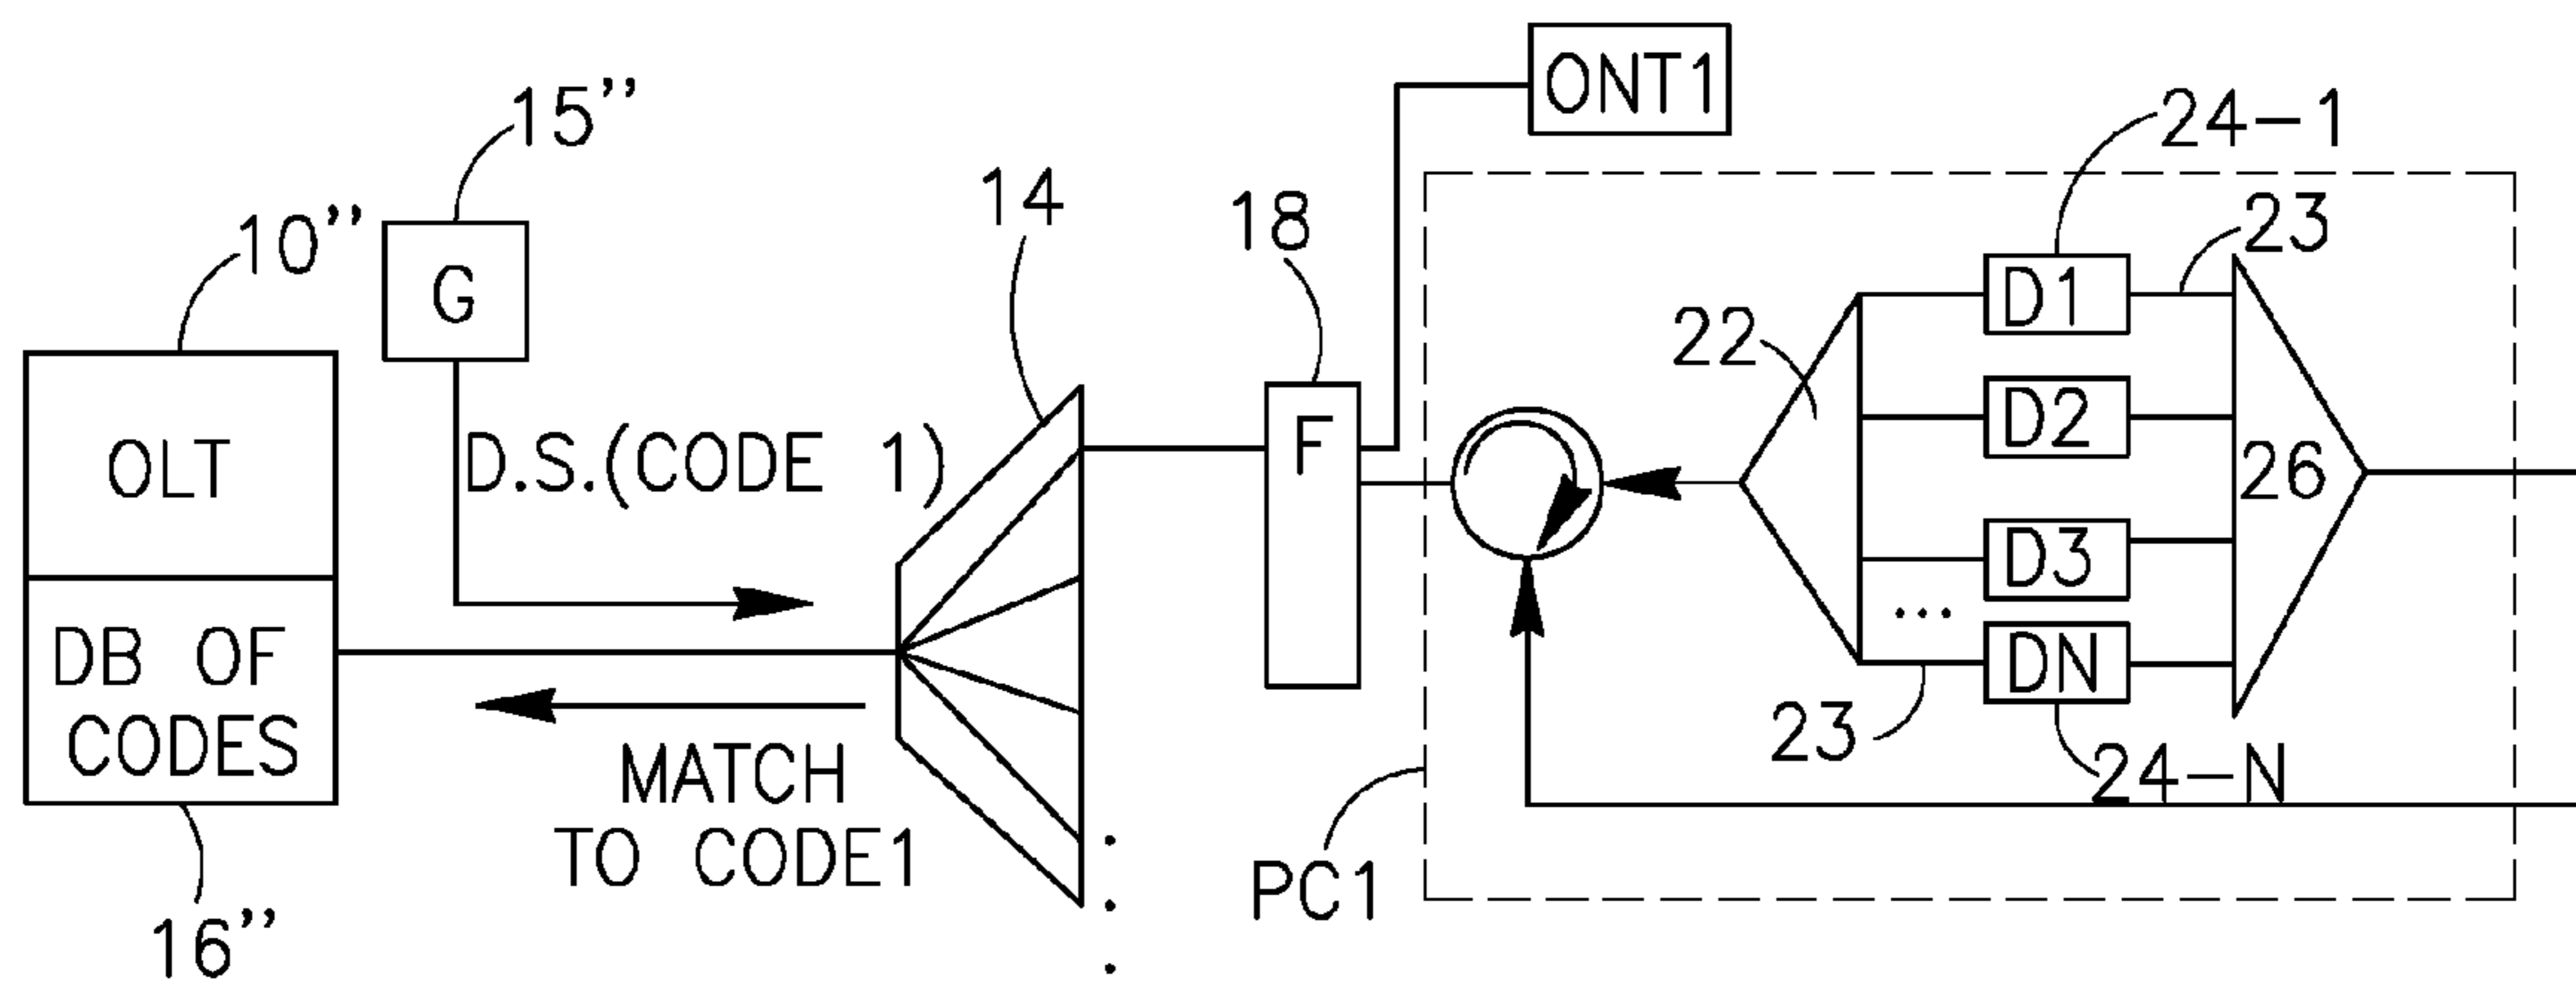 ONT1
15”
24-1
14
18
23
10”
G
D1
22
F
D2
OLT
D.S.(CODE 1)
26
D3
...
DB OF
CODES
DN
23
MATCH
TO CODE1
24-N
PC1
16”